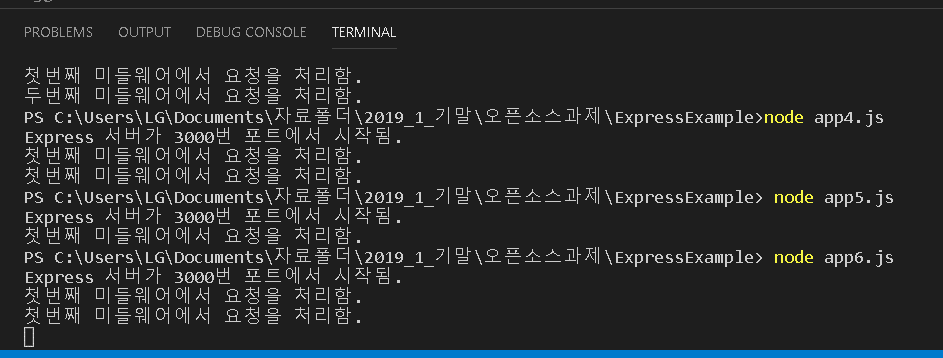 PROBLEMS OUTPUT DEBUG CONSOLE TERMINAL
첫번째 미들웨어에서 요청을 처리함.
두번째 미들웨어에서 요청을 처리함.
PS C:\Users\LG\Documents\자료폴더\2019_1_기말\오픈소스과제\ExpressExample>node app4.js
Express 서버가 3000번 포트에서 시작됨.
첫번째 미들웨어에서 요청을 처리함.
첫번째 미들웨어에서 요청을 처리함.
PS C:\Users\LG\Documents\자료폴더\2019_1_기말\오픈소스과제\ExpressExample> node app5.js
Express 서버가 3000번 포트에서 시작됨.
첫번째 미들웨어에서 요청을 처리함.
PS C:\Users\LG\Documents\자료폴더\2019_1_기말\오픈소스과제\ExpressExample> node app6.js
Express 서버가 3000번 포트에서 시작됨.
첫번째 미들웨어에서 요청을 처리함.
첫번째 미들웨어에서 요청을 처리함.